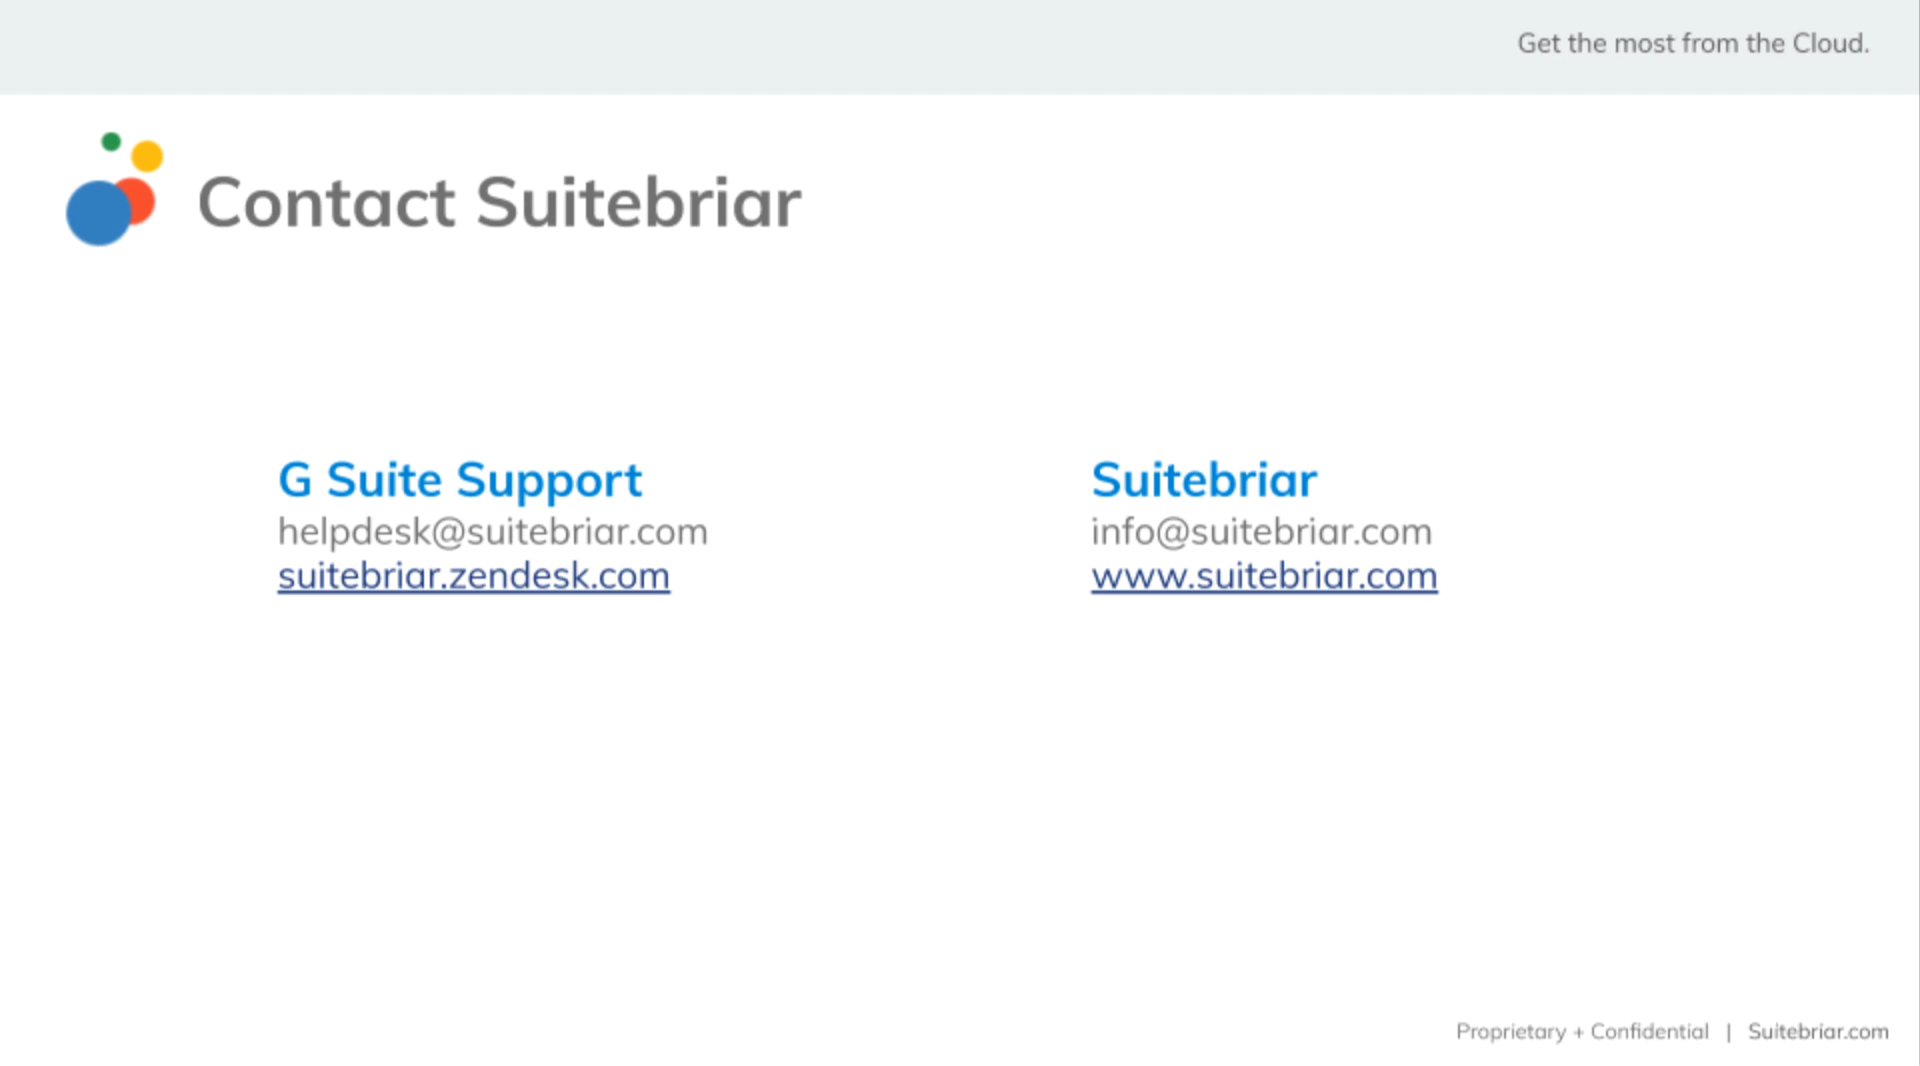 Get the most from the Cloud.
Contact Suitebriar
G Suite Support
helpdesk@suitebriar.com
suitebriar.zendesk.com
Suitebriar
info@suitebriar.com
www.suitebriar.com
Proprietary + Confidential | Suitebriar.com